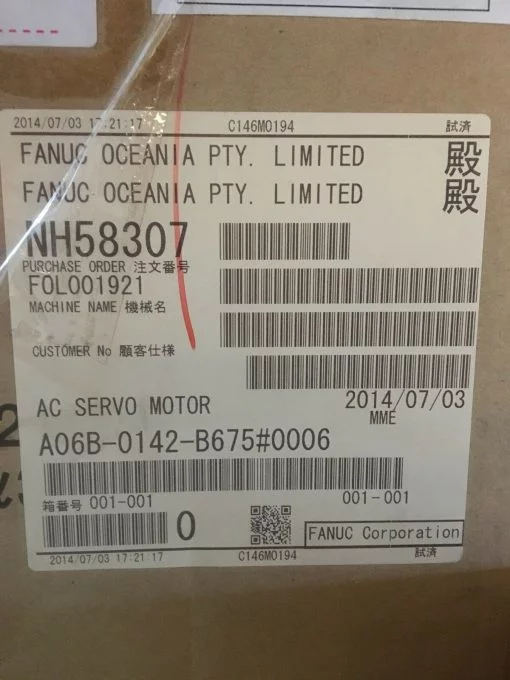 2014/07/03 17:21:17 C146M0194 試済
FANUC OCEANIA PTY. LIMITED 殿
FANUC OCEANIA PTY. LIMITED 殿
NH58307
PURCHASE ORDER 注文番号
FOL001921
MACHINE NAME 機械名
CUSTOMER No 顧客仕様
2014/07/03
AC SERVO MOTOR
MME
A06B-0142-B675#0006
箱番号 001-001 001-001
0
FANUC Corporation
2014/07/03 17:21:17 C146M0194 試済